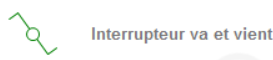 Interrupteur va et vient